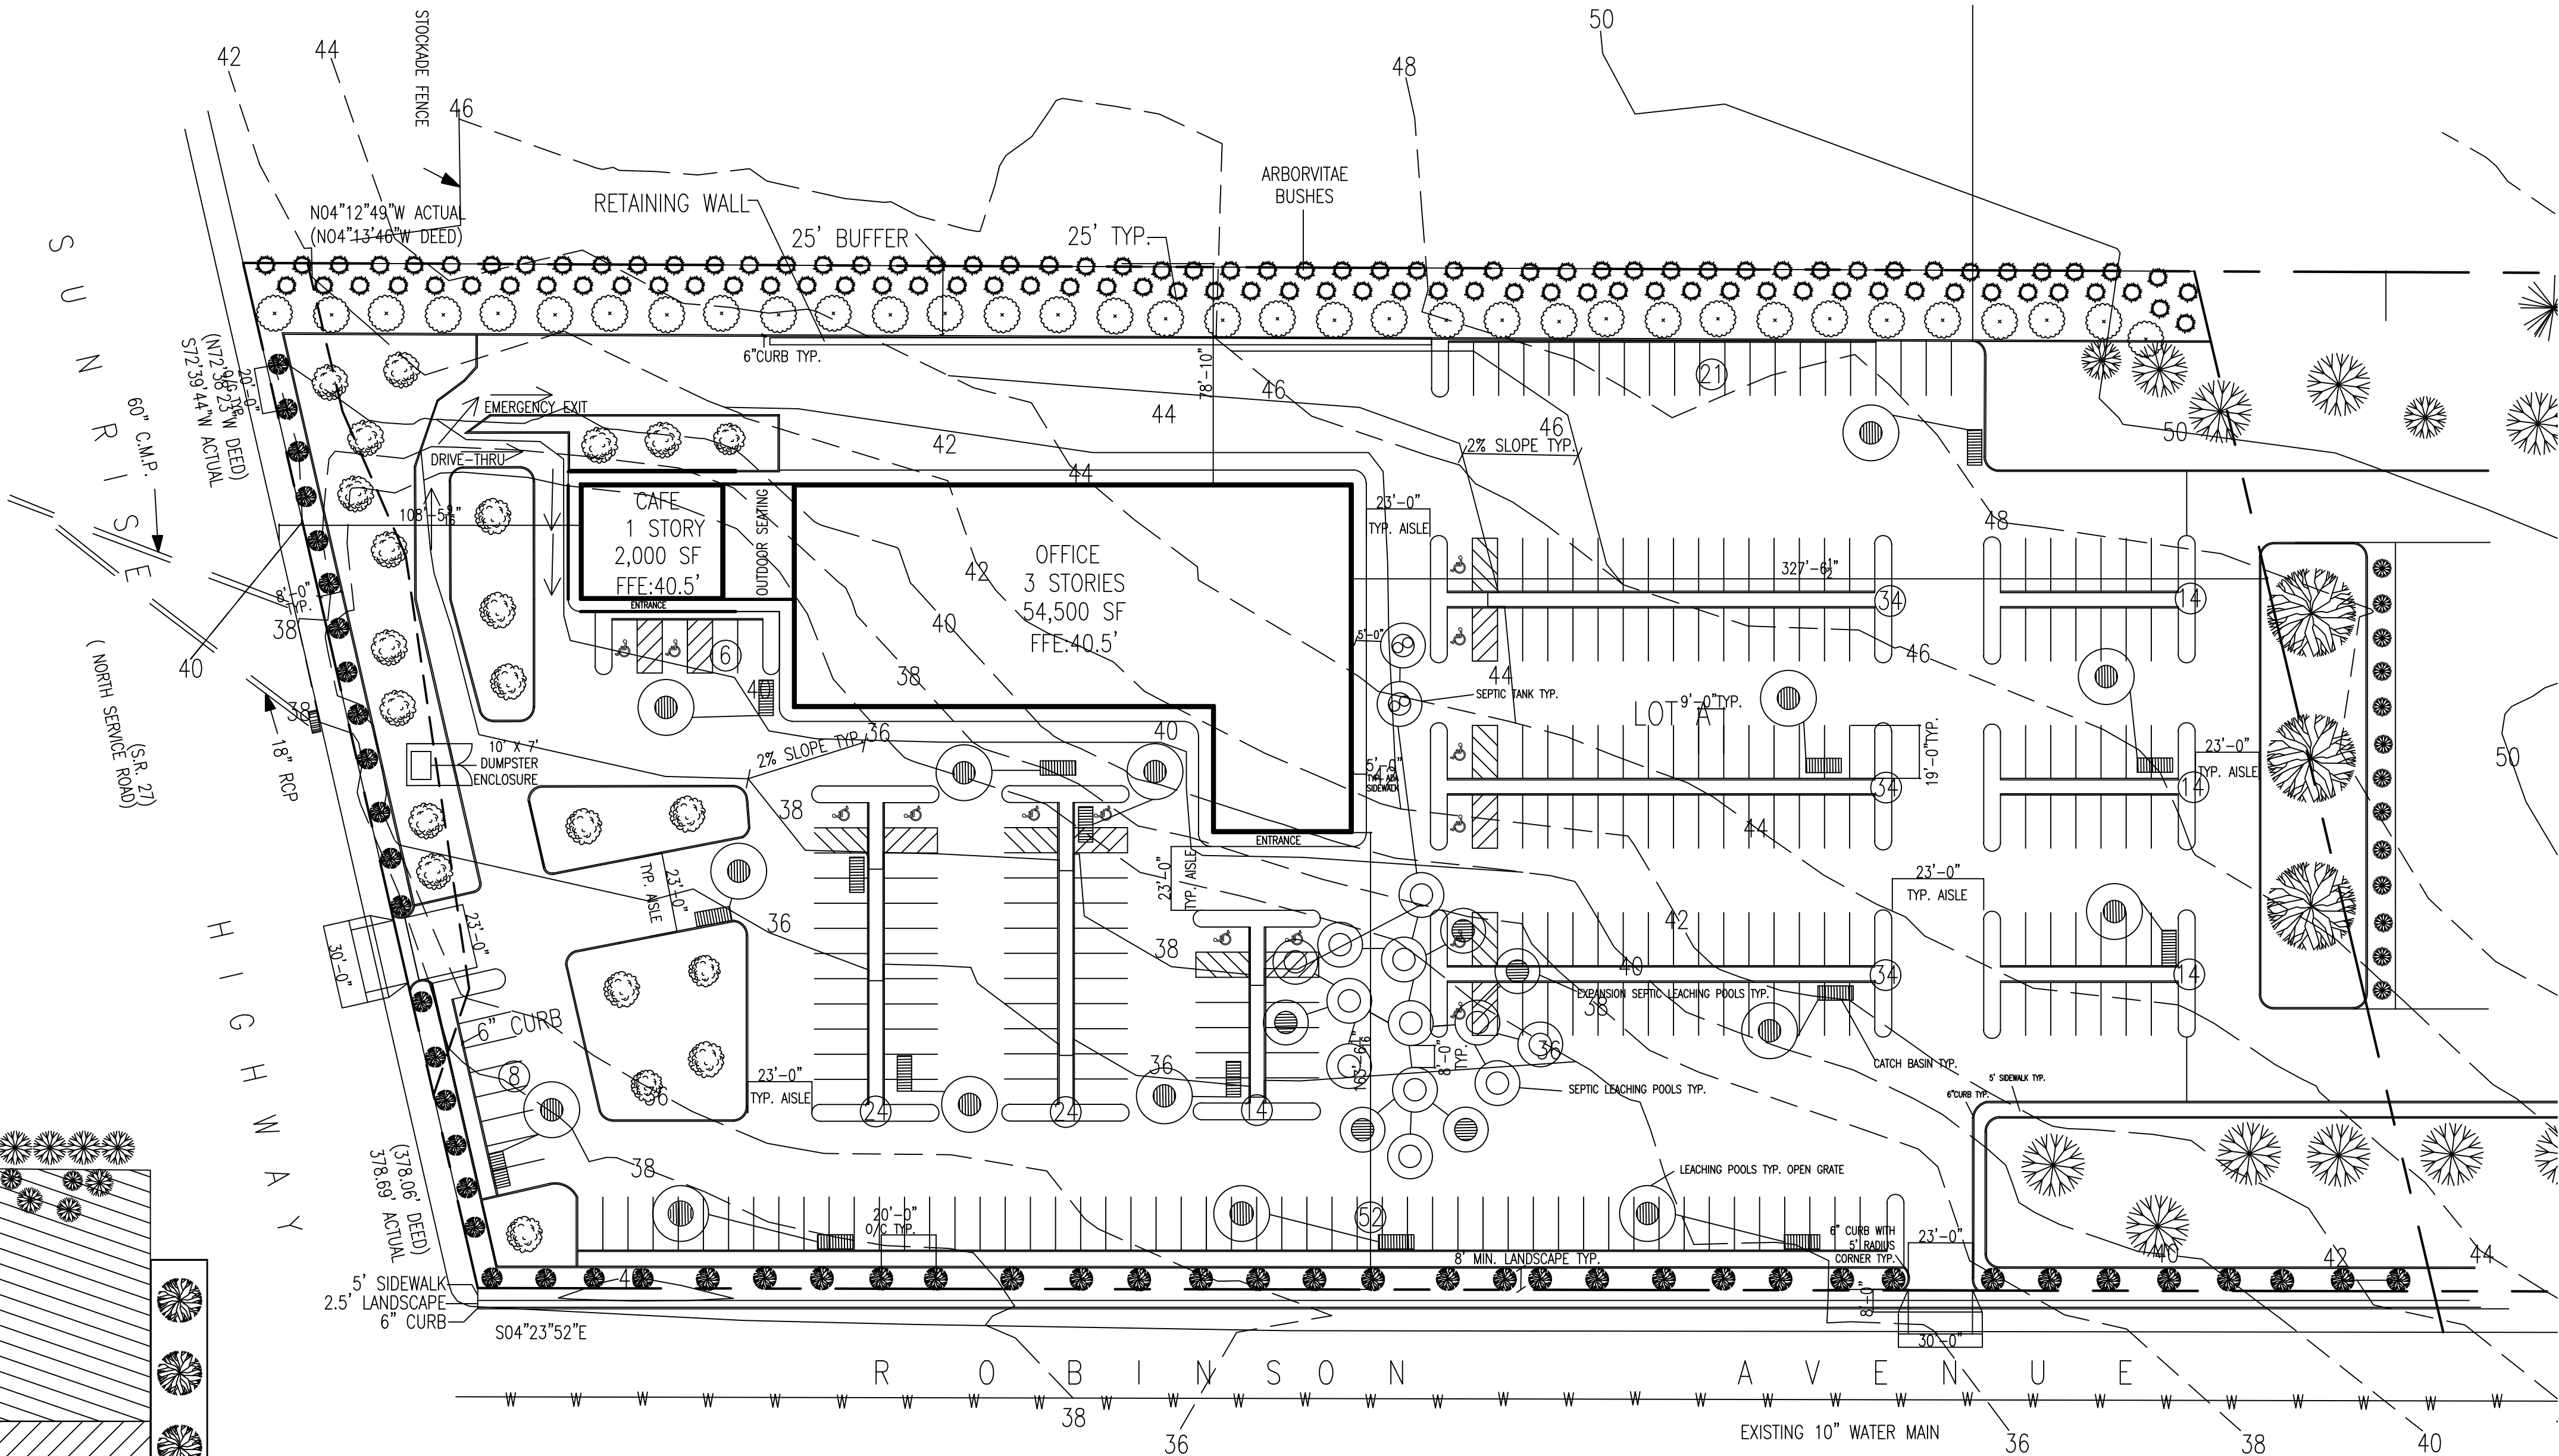 50
48
42
44
STOCKADE FENCE
46
ARBORVITAE
BUSHES
RETAINING WALL
N04"12"49"W ACTUAL
(N04"13'46"W DEED)
25' BUFFER
25' TYP.
S U N R I S E
H I G H W A Y
6"CURB TYP.
78'-10"
(N72°38'23"W DEED)
S72°39'44"W ACTUAL
20'-0"
60" C.M.P.
EMERGENCY EXIT
DRIVE-THRU
21
46
44
46
42
2% SLOPE TYP.
50
44
CAFE
1 STORY
2,000 SF
FFE:40.5'
ENTRANCE
OUTDOOR SEATING
OFFICE
3 STORIES
54,500 SF
FFE:40.5'
42
40
38
23'-0"
TYP. AISLE
48
327'-6½"
34
14
8'-0"
TYP.
38
40
38
( NORTH SERVICE ROAD)
(S.R. 27)
18" RCP
6
40
36
5'-0"
46
44
SEPTIC TANK TYP.
LOT A
9'-0"TYP.
19'-0"TYP.
10' X 7'
DUMPSTER
ENCLOSURE
2% SLOPE TYP.
40
38
5'-0"
TYP. ADA
SIDEWALK
34
14
23'-0"
TYP. AISLE
50
44
ENTRANCE
23'-0"
TYP. AISLE
23'-0"
TYP. AISLE
23'-0"
TYP. AISLE
36
38
42
40
34
14
30'-0"
23'-0"
6" CURB
8
36
EXPANSION SEPTIC LEACHING POOLS TYP.
38
36
36
8'-0"
TYP.
CATCH BASIN TYP.
5' SIDEWALK TYP.
6"CURB TYP.
23'-0"
TYP. AISLE
24
24
14
SEPTIC LEACHING POOLS TYP.
38
LEACHING POOLS TYP. OPEN GRATE
(378.06' DEED)
378.69' ACTUAL
20'-0"
O/C TYP.
52
6" CURB WITH
5' RADIUS
CORNER TYP.
23'-0"
8' MIN. LANDSCAPE TYP.
40
42
44
5' SIDEWALK
2.5' LANDSCAPE
6" CURB
8'-0"
30'-0"
S04"23"52"E
R O B I N S O N A V E N U E
W W W W W W W W W W W W W W W W W W W W W W W W W W W W W W W
38
36
EXISTING 10" WATER MAIN
36
38
40